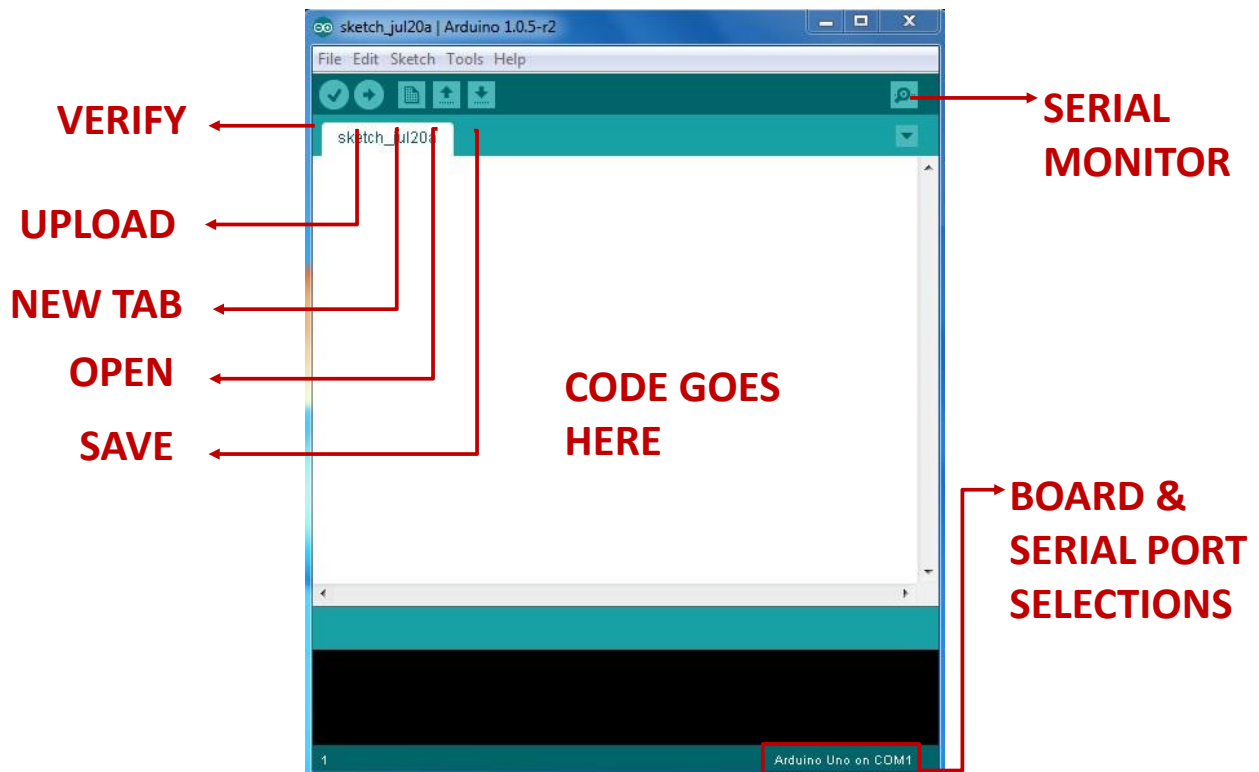 sketch_jul20a | Arduino 1.0.5-r2
File Edit Sketch Tools Help
VERIFY
SERIAL
MONITOR
sketch_jul20a
UPLOAD
NEW TAB
OPEN
CODE GOES
HERE
SAVE
BOARD &
SERIAL PORT
SELECTIONS
1
Arduino Uno on COM1